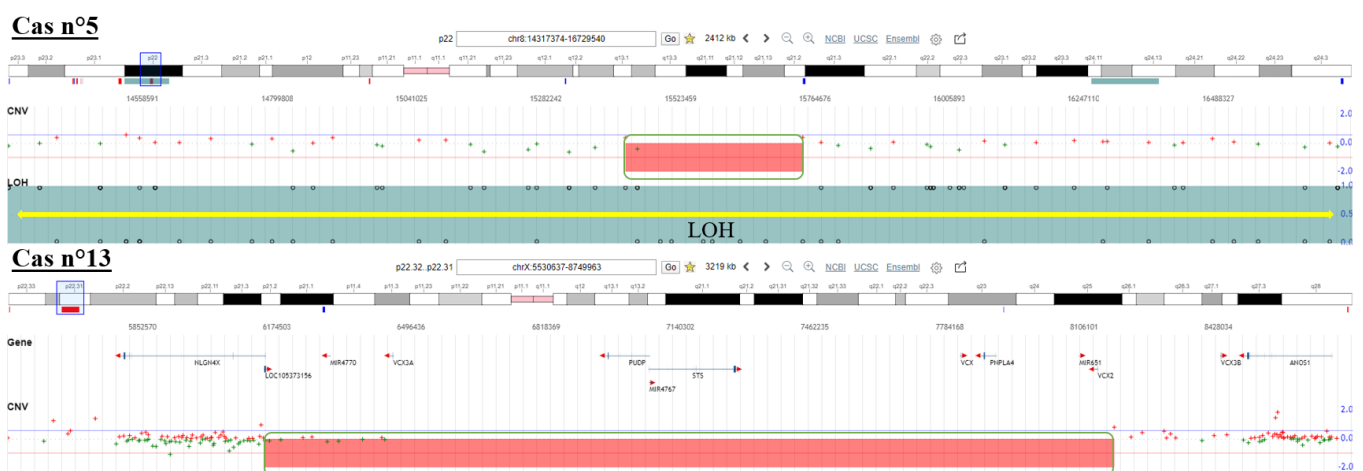 Cas n°5
p22 chr8:14317374-16729540 Go 2412 kb NCBI UCSC Ensembl
p23.3 p23.2 p23.1 p22 p21.3 p21.2 p21.1 p12 p11.23 p11.21 p11.1 q11.1 q11.21 q11.23 q12.1 q12.3 q13.1 q13.3 q21.11 q21.12 q21.13 q21.2 q21.3 q22.1 q22.2 q22.3 q23.1 q23.3 q24.11 q24.13 q24.21 q24.22 q24.23 q24.3
14558591 14799808 15041025 15282242 15523459 15764676 16005893 16247110 16488327
CNV
2.0
0.0
-2.0
LOH
1.0
0.5
LOH
0.0
Cas n°13
p22.32..p22.31 chrX:5530637-8749963 Go 3219 kb NCBI UCSC Ensembl
p22.33 p22.31 p22.2 p22.13 p22.11 p21.3 p21.2 p21.1 p11.4 p11.3 p11.22 p11.21 p11.1 q11.1 q12 q13.1 q13.2 q21.1 q21.2 q21.31 q21.32 q21.33 q22.1 q22.2 q22.3 q23 q24 q25 q26.2 q26.3 q27.1 q27.3 q28
5852570 6174503 6496436 6818369 7140302 7462235 7784168 8106101 8428034
Gene
NLGN4X MIR4770 VCX3A PUDP STS VCX PNPLA4 MIR651 VCX3B ANOS1
LOC105373156 MIR4767 VCX2
CNV
2.0
0.0
-2.0